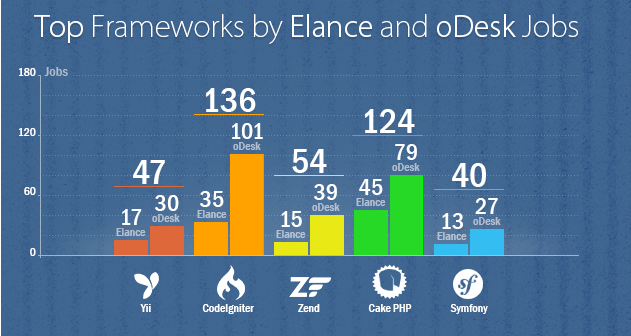 Top Frameworks by Elance and oDesk Jobs
180 Jobs
136
101
oDesk
124
120
79
oDesk
47
54
40
35
Elance
45
Elance
39
oDesk
60
17
Elance
30
oDesk
15
Elance
13
Elance
27
oDesk
0
Yii
CodeIgniter
ZF
Zend
Cake PHP
sf
Symfony